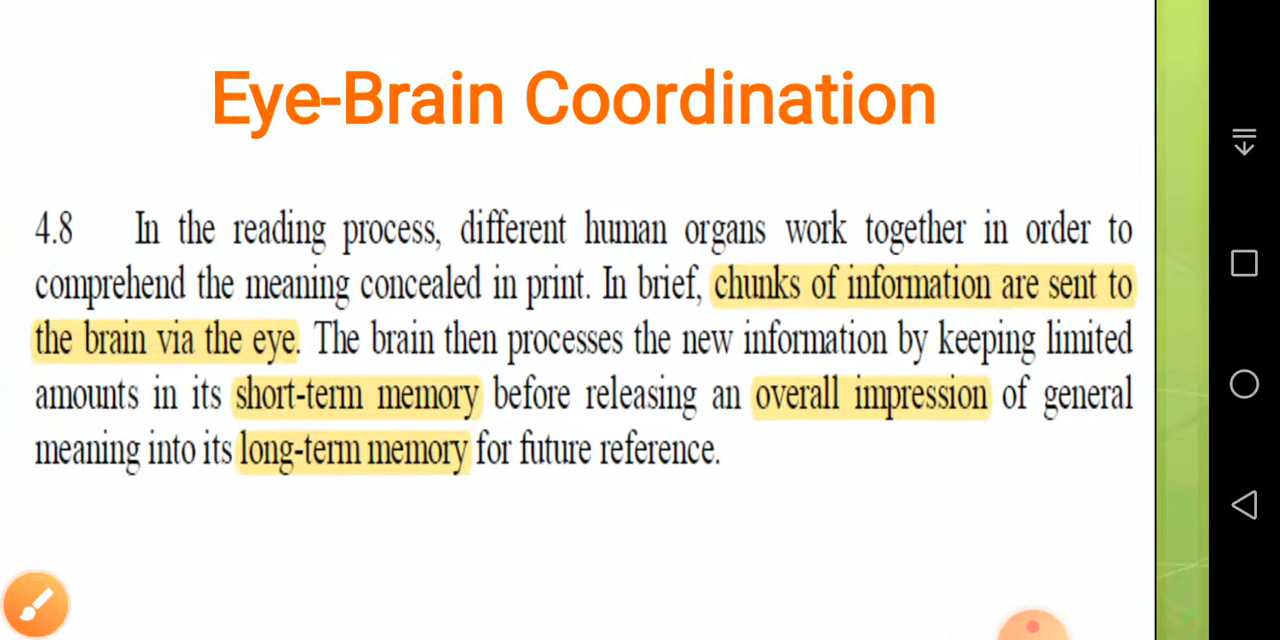 Eye-Brain Coordination
4.8 In the reading process, different human organs work together in order to
comprehend the meaning concealed in print. In brief, chunks of information are sent to
the brain via the eye. The brain then processes the new information by keeping limited
amounts in its short-term memory before releasing an overall impression of general
meaning into its long-term memory for future reference.